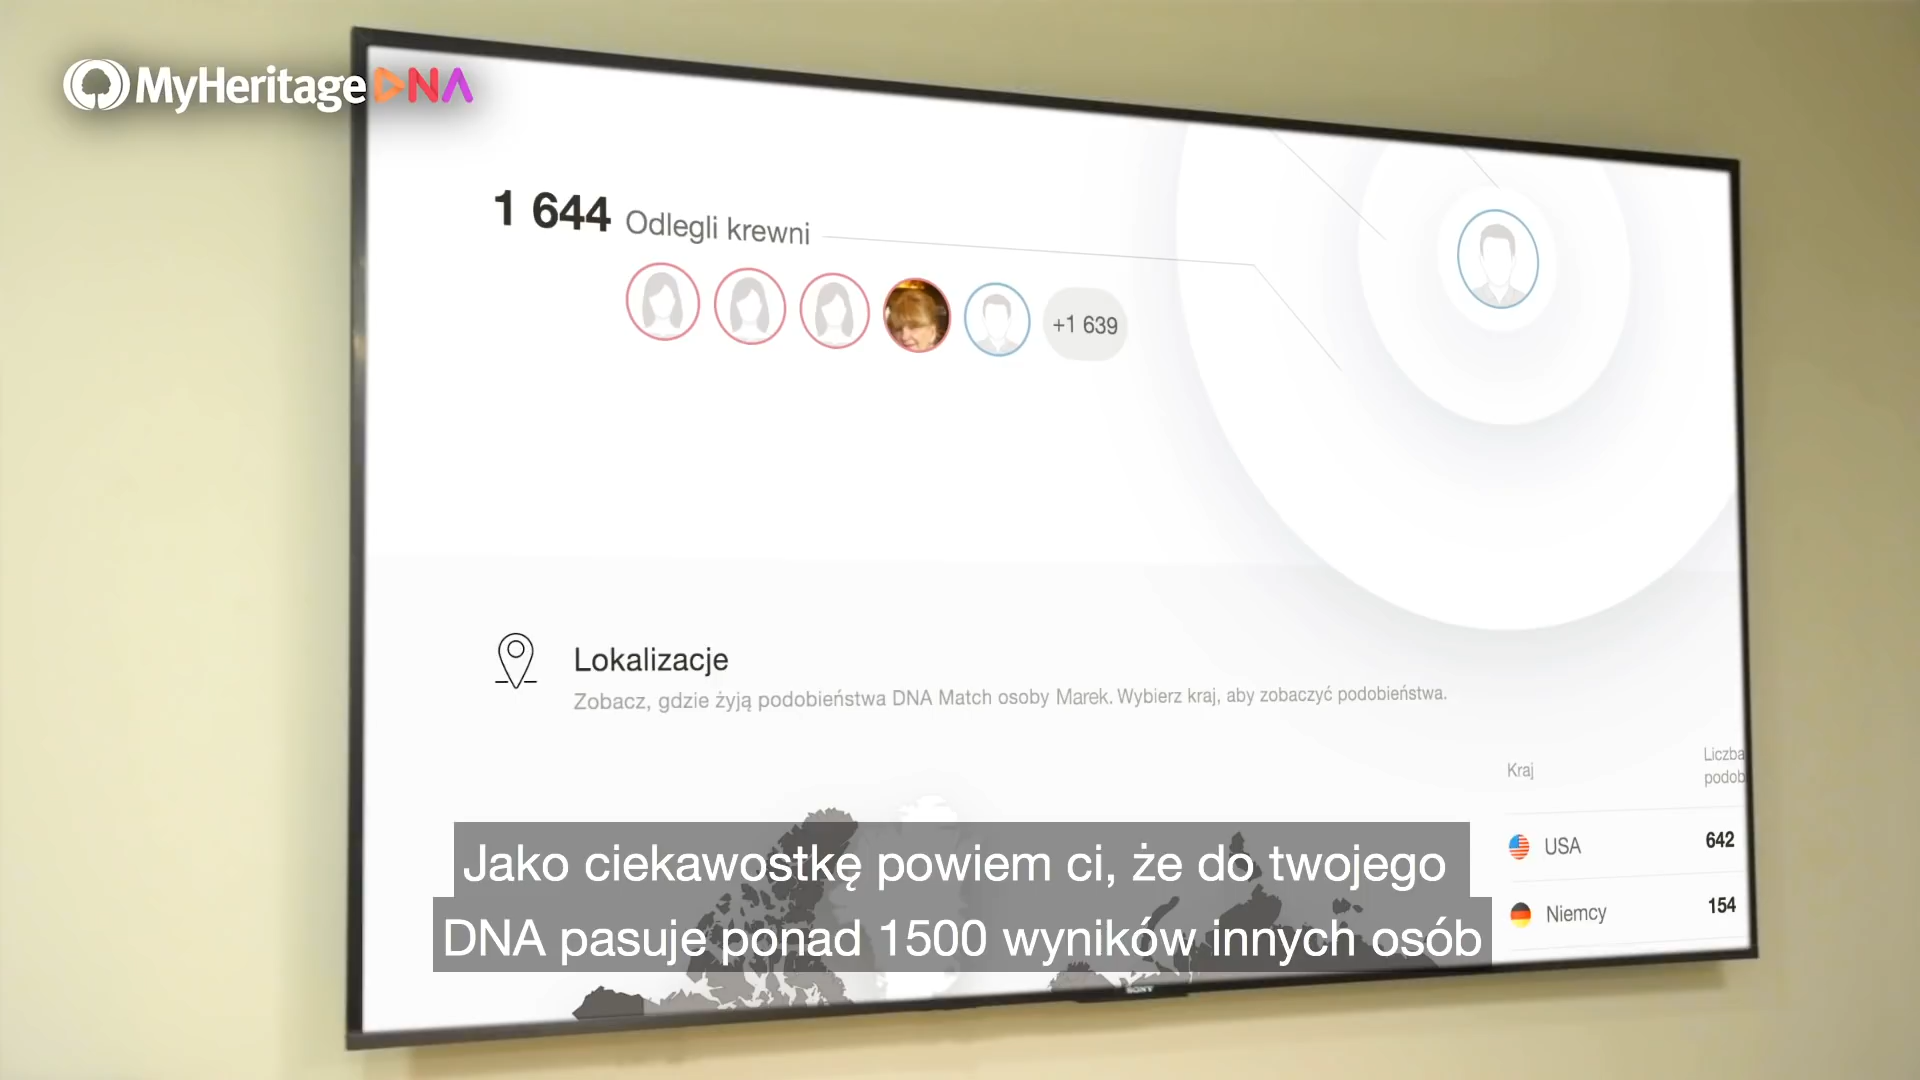 MyHeritage DNA
1 644 Odlegli krewni
+1 639
Lokalizacje
Zobacz, gdzie żyją podobieństwa DNA Match osoby Marek. Wybierz kraj, aby zobaczyć podobieństwa.
Kraj
Liczba
podob
USA 642
Niemcy 154
Jako ciekawostkę powiem ci, że do twojego
DNA pasuje ponad 1500 wyników innych osób
SONY